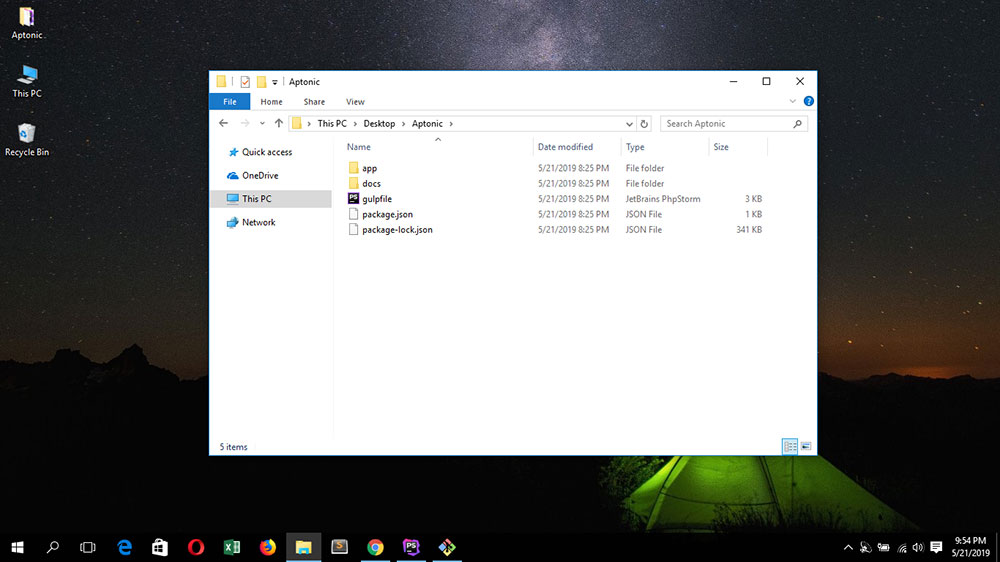 Aptonic
This PC
Recycle Bin
Aptonic
File Home Share View
This PC Desktop Aptonic
Search Aptonic
Quick access
OneDrive
This PC
Network
Name Date modified Type Size
app 5/21/2019 8:25 PM File folder
docs 5/21/2019 8:25 PM File folder
PS gulpfile 5/21/2019 8:25 PM JetBrains PhpStorm 3 KB
package.json 5/21/2019 8:25 PM JSON File 1 KB
package-lock.json 5/21/2019 8:25 PM JSON File 341 KB
5 items
PS
9:54 PM
5/21/2019